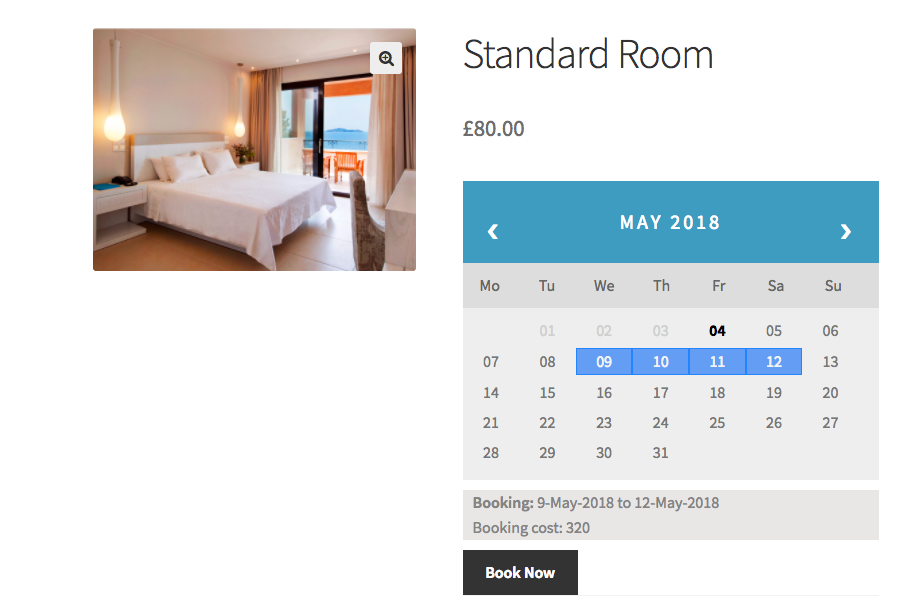 Standard Room
£80.00
‹ MAY 2018 ›
Mo Tu We Th Fr Sa Su
01 02 03 04 05 06
07 08 09 10 11 12 13
14 15 16 17 18 19 20
21 22 23 24 25 26 27
28 29 30 31
Booking: 9-May-2018 to 12-May-2018
Booking cost: 320
Book Now